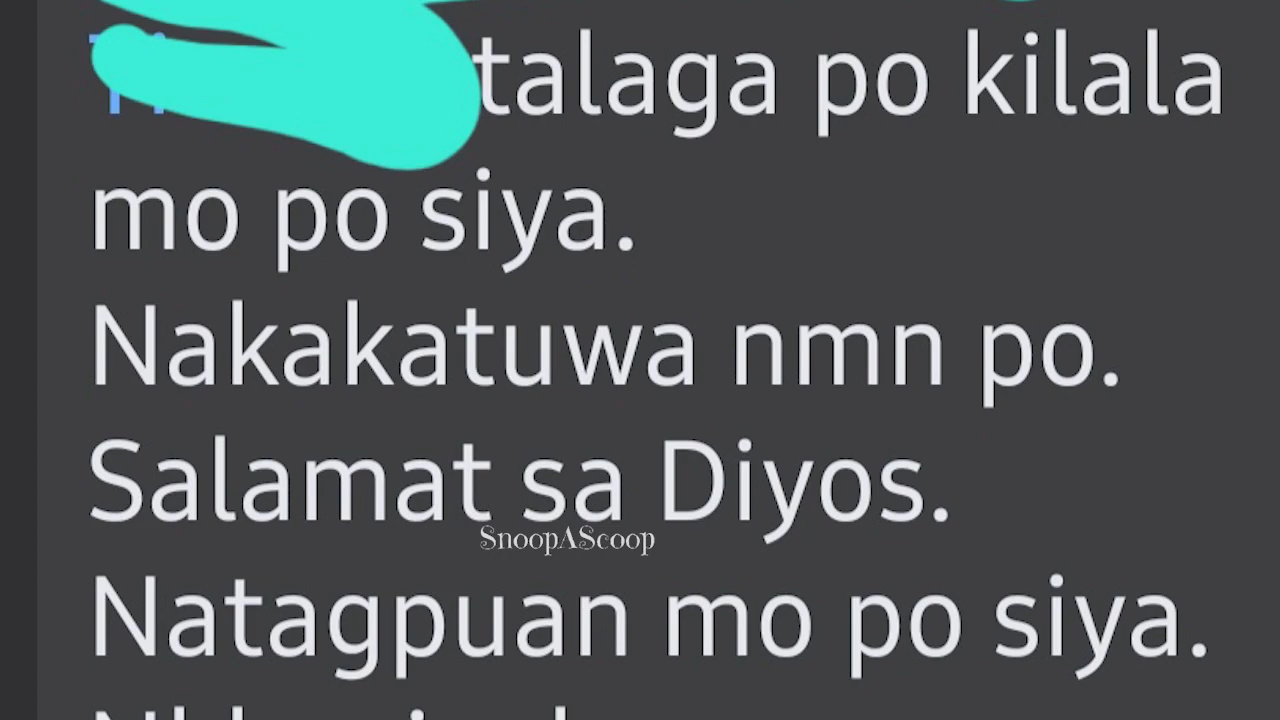 talaga po kilala
mo po siya.
Nakakatuwa nmn po.
Salamat sa Diyos.
SnoopAScoop
Natagpuan mo po siya.